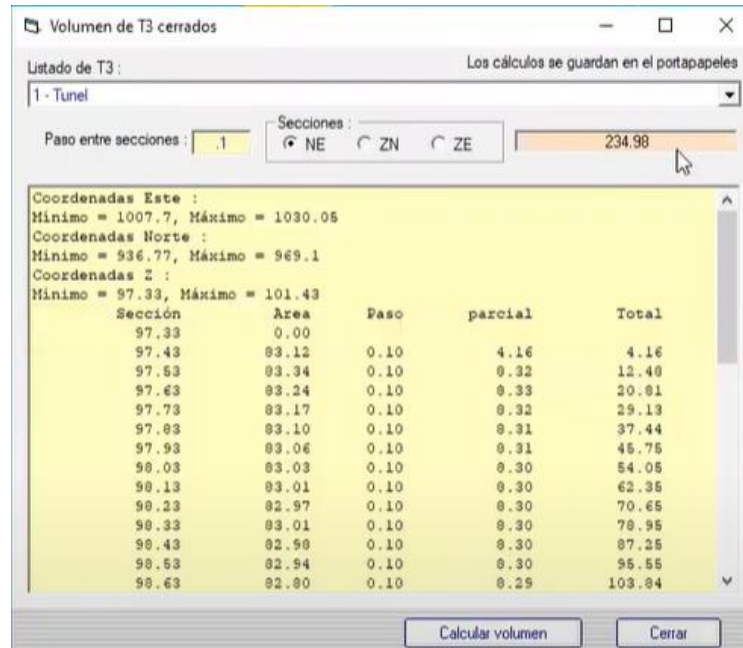 Volumen de T3 cerrados
Listado de T3 :
Los cálculos se guardan en el portapapeles
1 - Tunel
Paso entre secciones : .1
Secciones :
NE ZN ZE
234.98
Coordenadas Este :
Mínimo = 1007.7, Máximo = 1030.05
Coordenadas Norte :
Mínimo = 936.77, Máximo = 969.1
Coordenadas Z :
Mínimo = 97.33, Máximo = 101.43
Sección Area Paso parcial Total
97.33 0.00
97.43 83.12 0.10 4.16 4.16
97.53 83.34 0.10 8.32 12.48
97.63 83.24 0.10 8.33 20.81
97.73 83.17 0.10 8.32 29.13
97.83 83.10 0.10 8.31 37.44
97.93 83.06 0.10 8.31 45.75
98.03 83.03 0.10 8.30 54.05
98.13 83.01 0.10 8.30 62.35
98.23 82.97 0.10 8.30 70.65
98.33 83.01 0.10 8.30 78.95
98.43 82.98 0.10 8.30 87.25
98.53 82.94 0.10 8.30 95.55
98.63 82.80 0.10 8.29 103.84
Calcular volumen
Cerrar